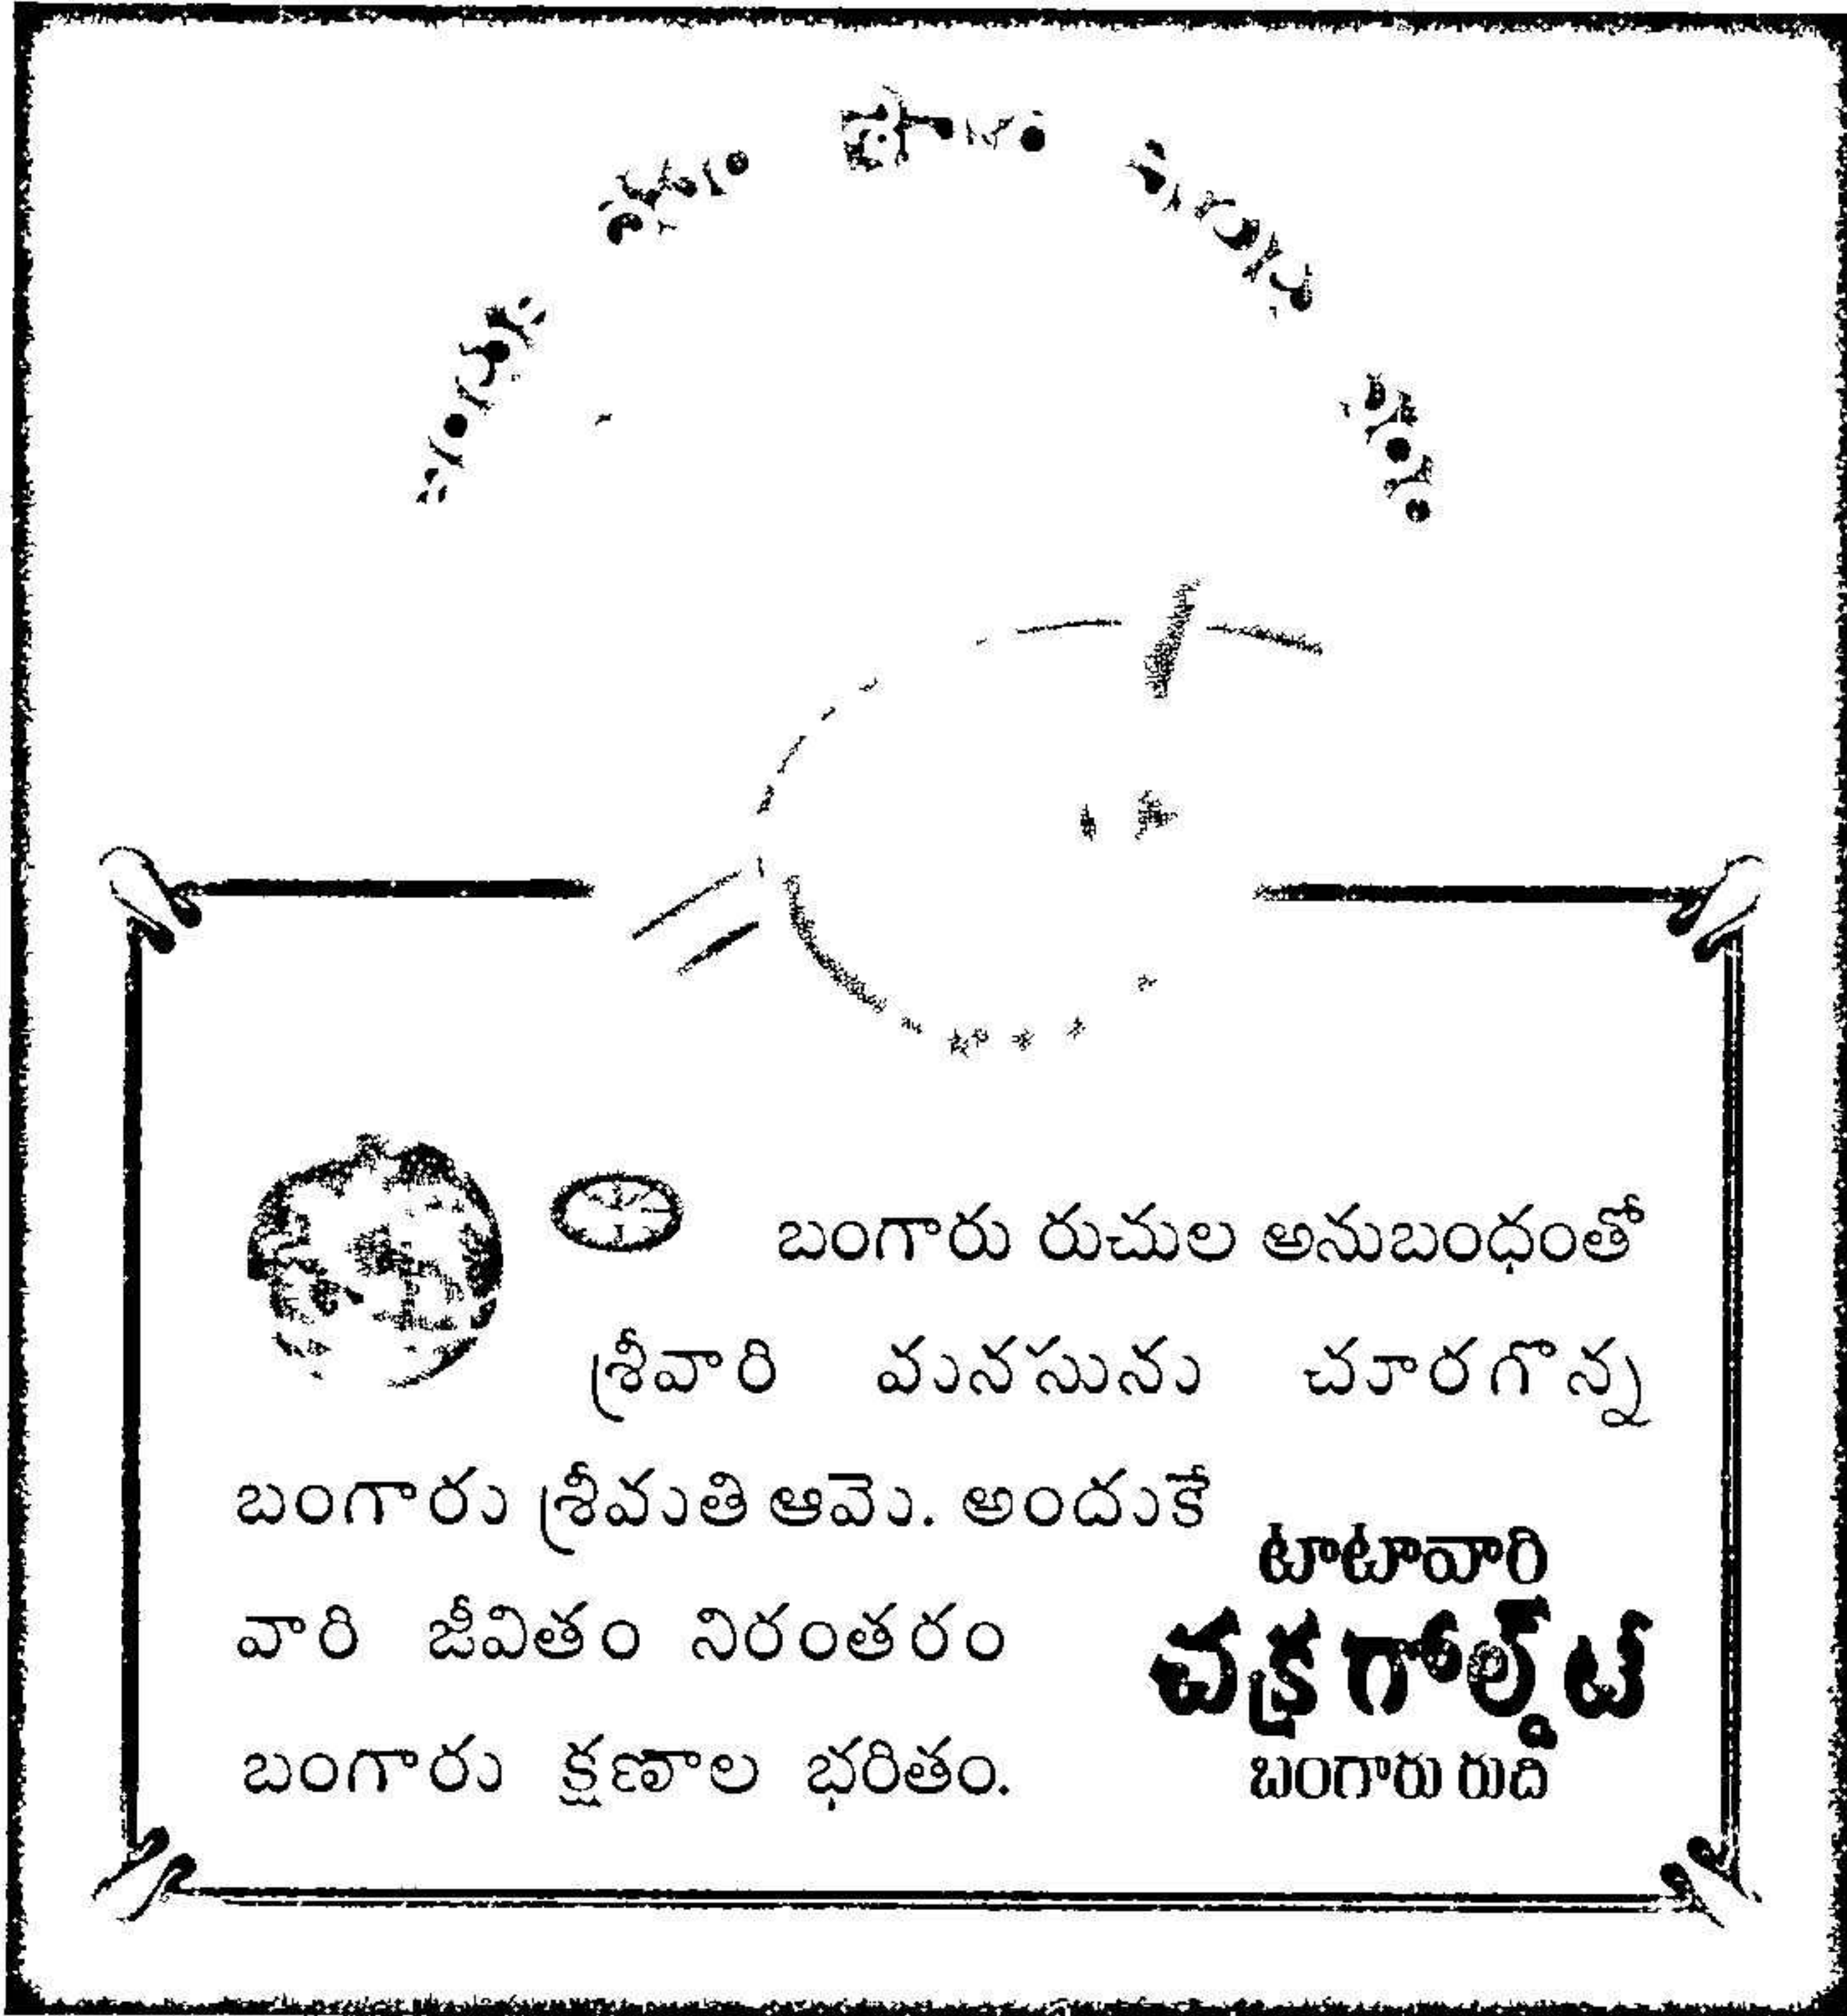 బంగారు రుచుల అనుబంధంతో
శ్రీవారి మనసును చూరగొన్న
బంగారు శ్రీమతి ఆమె. అందుకే
వారి జీవితం నిరంతరం
బంగారు క్షణాల భరితం.
టాటావారి
చక్ర గోల్డ్ టీ
బంగారు రుచి